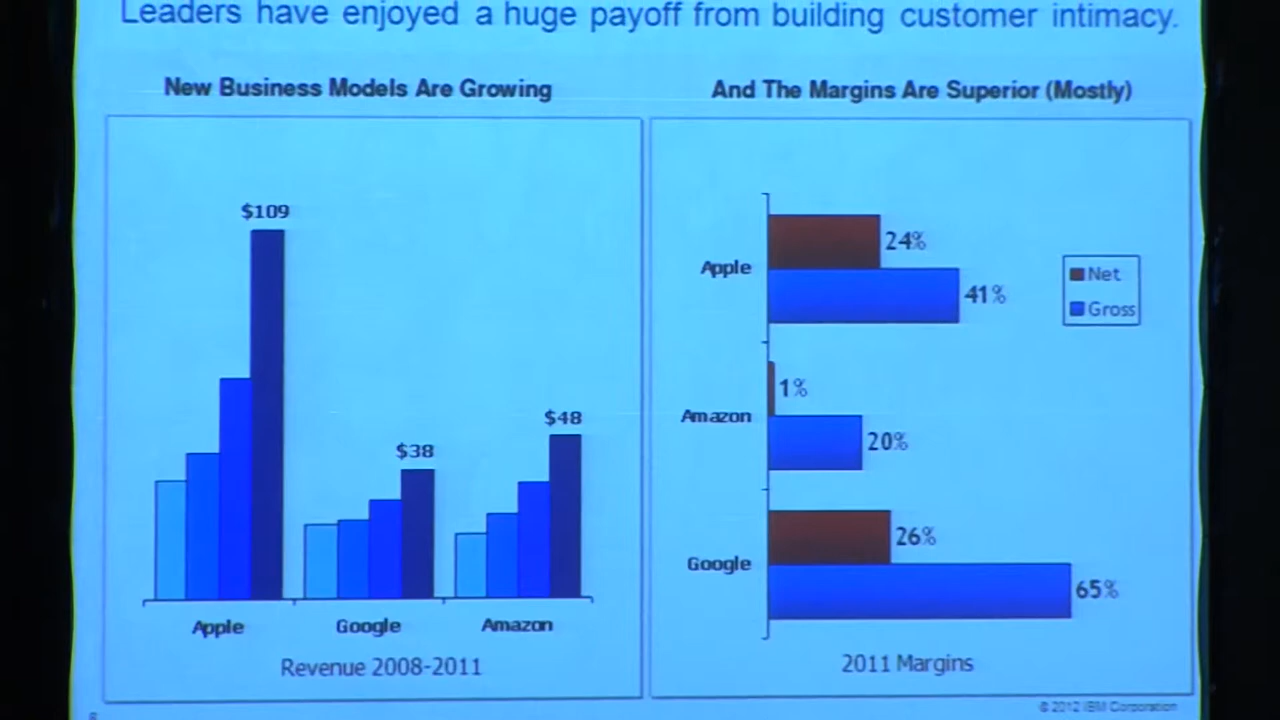 Leaders have enjoyed a huge payoff from building customer intimacy.
New Business Models Are Growing
$109
$38
$48
Apple
Google
Amazon
Revenue 2008-2011
And The Margins Are Superior (Mostly)
Apple
24%
41%
Net
Gross
Amazon
1%
20%
Google
26%
65%
2011 Margins
© 2012 IBM Corporation